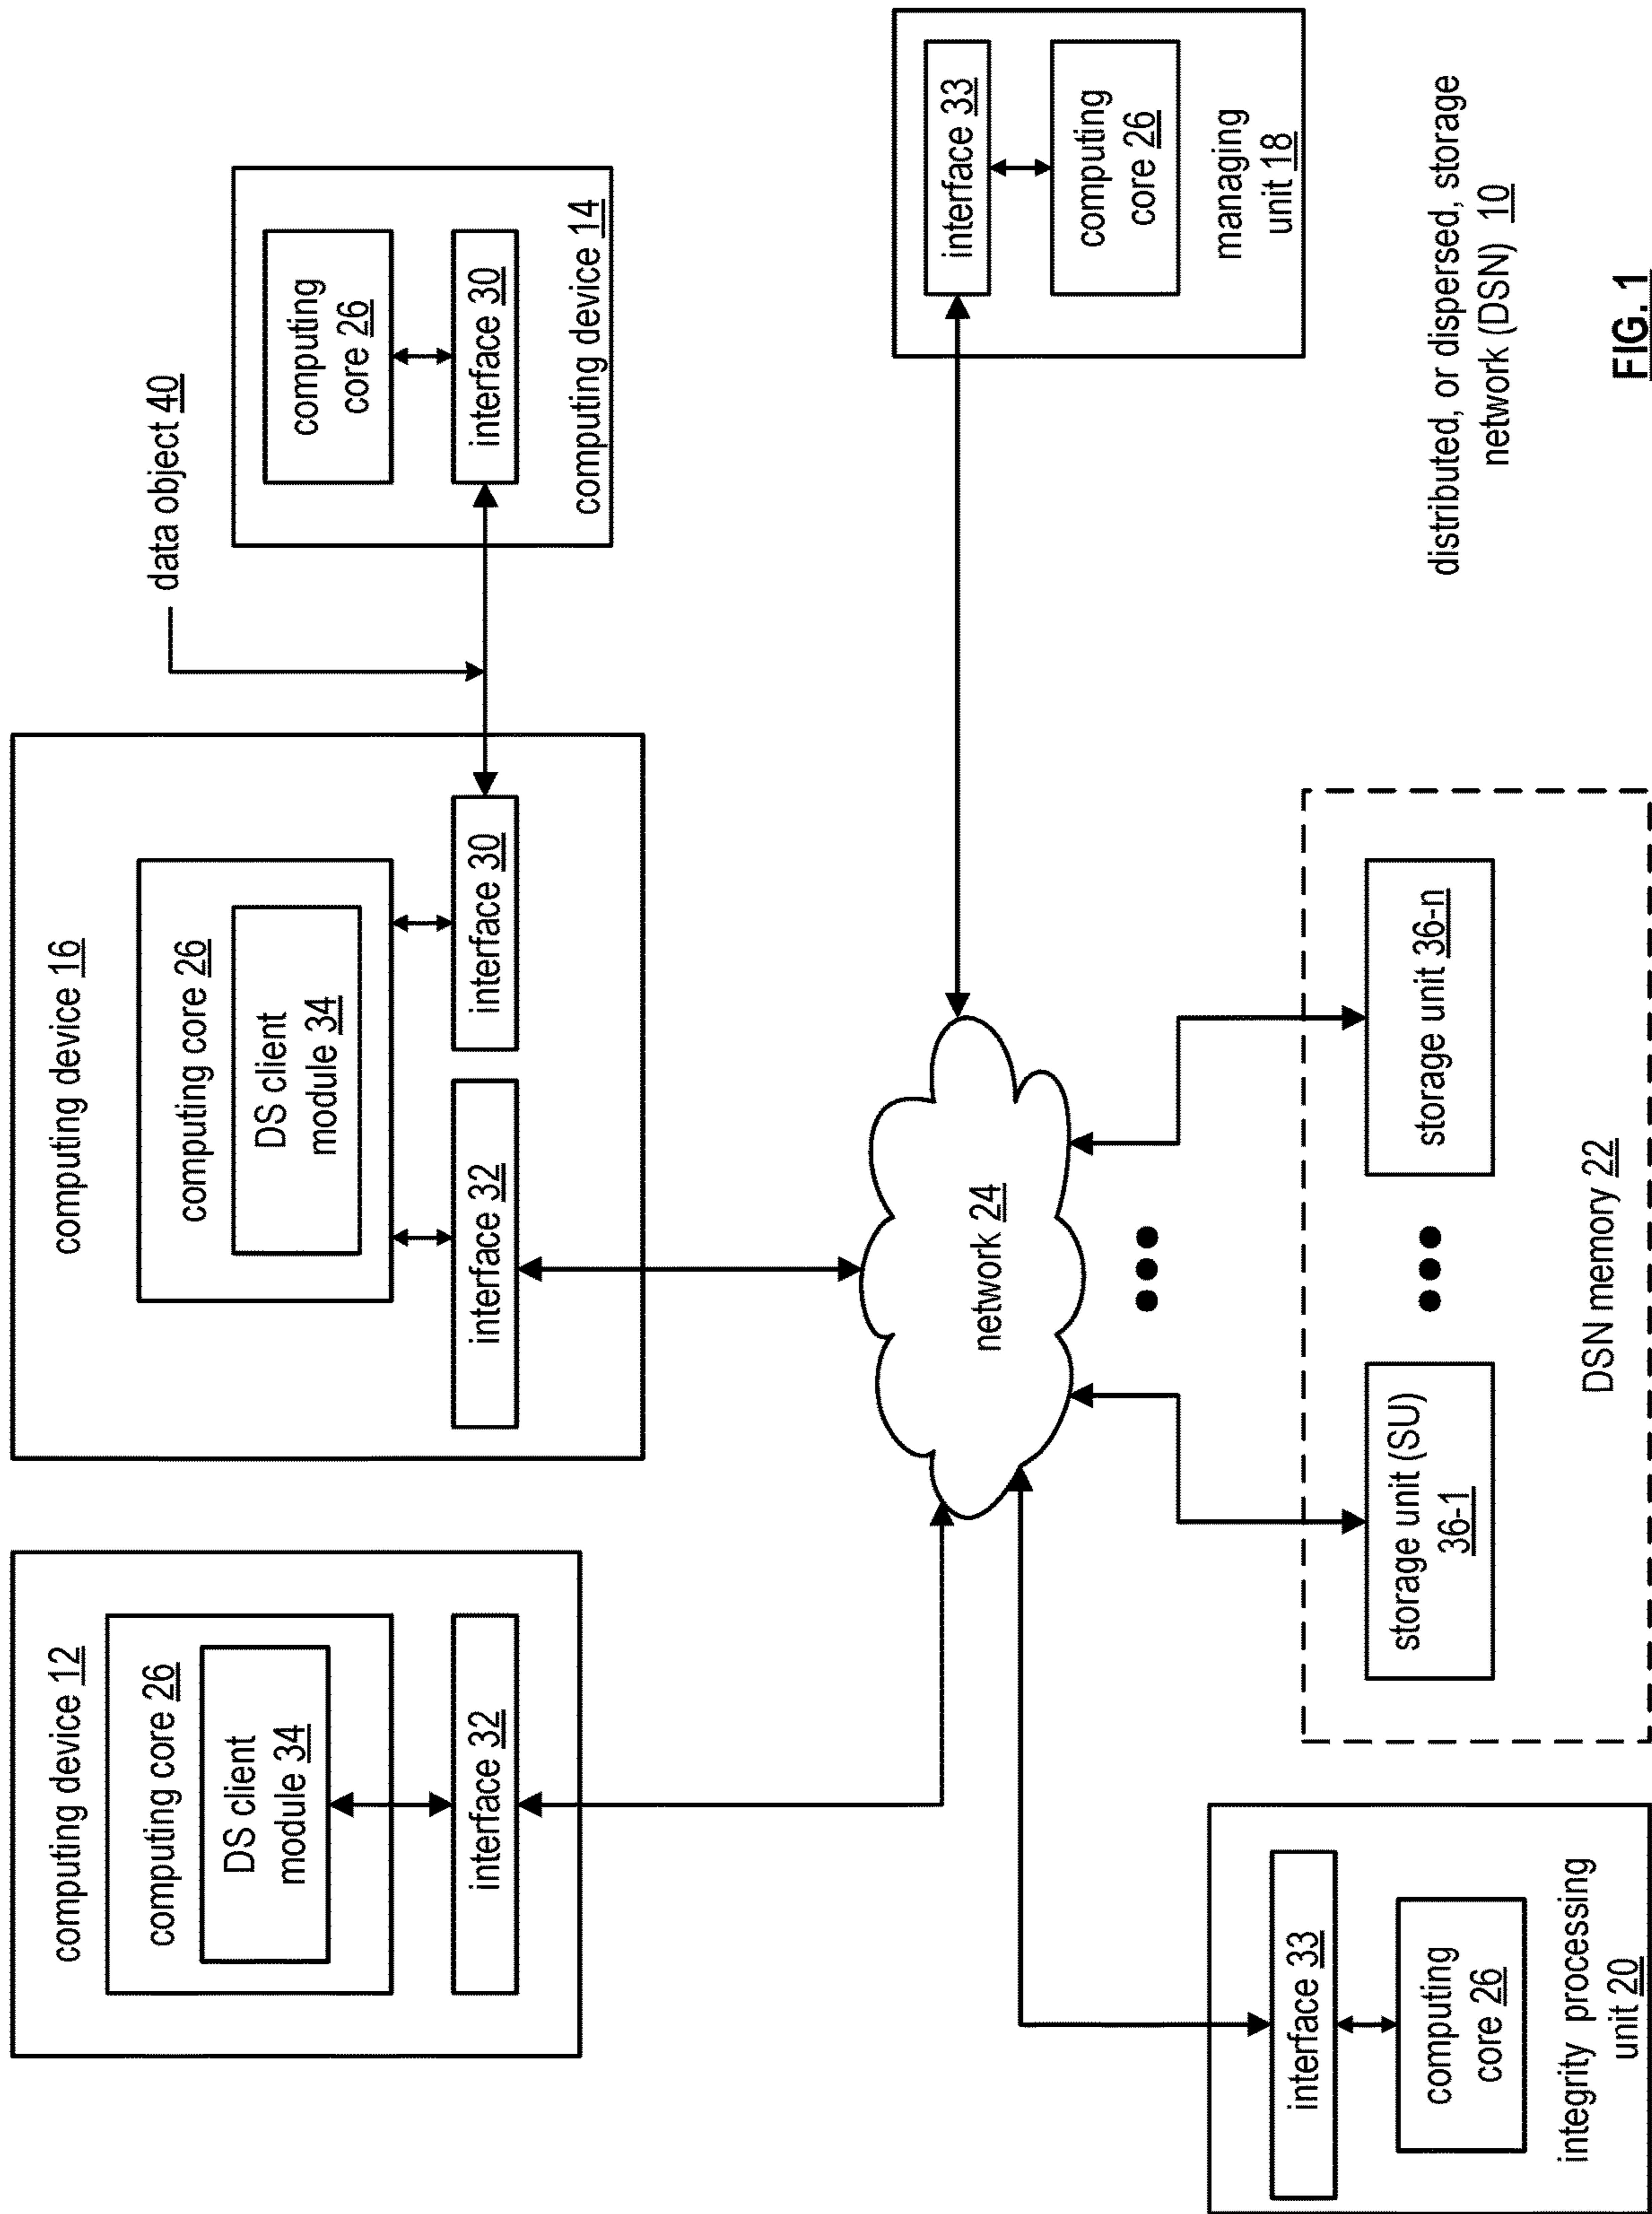 computing device 12
computing core 26
DS client
module 34
interface 32
computing device 16
computing core 26
DS client
module 34
interface 32
interface 30
data object 40
computing
core 26
interface 30
computing device 14
network 24
interface 33
computing
core 26
managing
unit 18
interface 33
computing
core 26
integrity processing
unit 20
storage unit (SU)
36-1
storage unit 36-n
DSN memory 22
distributed, or dispersed, storage
network (DSN) 10
FIG. 1